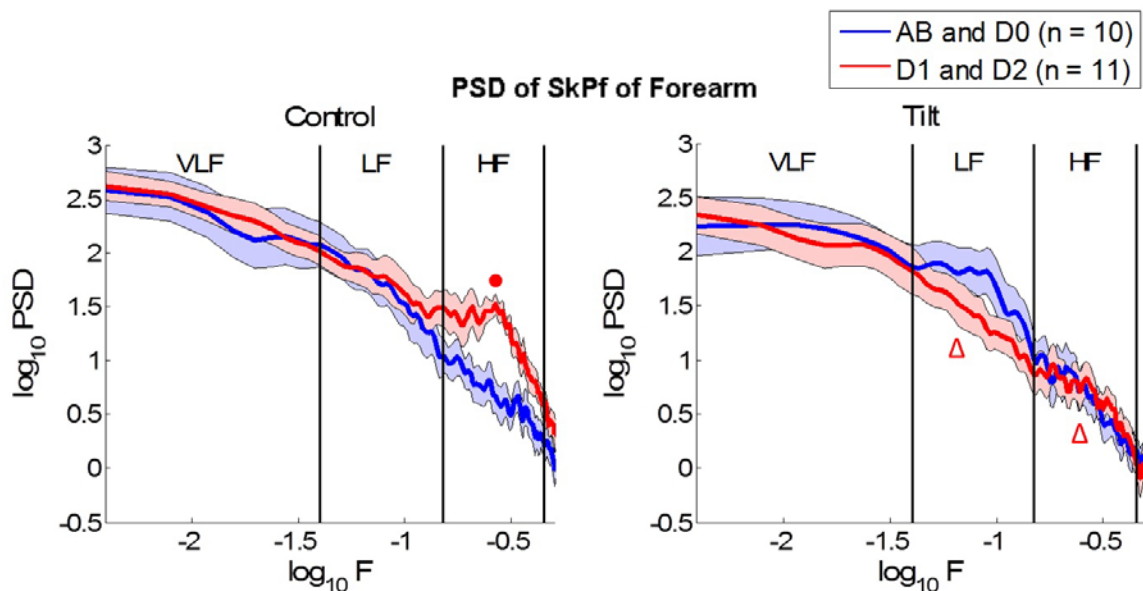 AB and D0 (n = 10)
D1 and D2 (n = 11)
PSD of SkPf of Forearm
Control
VLF LF HF
3
2.5
2
1.5
1
0.5
0
-0.5
log10 PSD
-2 -1.5 -1 -0.5
log10 F
Tilt
VLF LF HF
3
2.5
2
1.5
1
0.5
0
-0.5
log10 PSD
-2 -1.5 -1 -0.5
log10 F